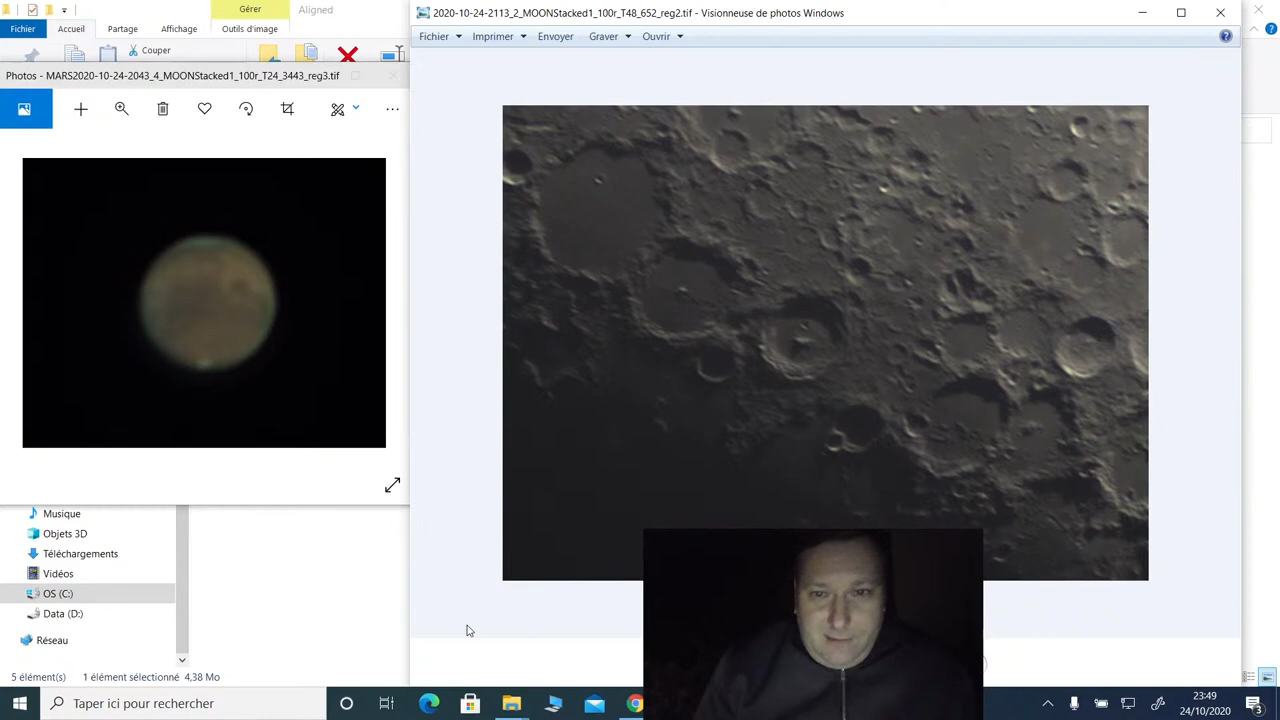 Gérer
2020-10-24-2113_2_MOONStacked1_100r_T48_652_reg2.tif - Visionneuse de photos Windows
Fichier
Accueil
Partage
Affichage
Outils d'image
Aligned
Fichier
Imprimer
Envoyer
Graver
Ouvrir
Couper
Photos - MARS2020-10-24-2043_4_MOONStacked1_100r_T24_3443_reg3.tif
Musique
Objets 3D
Téléchargements
Vidéos
OS (C:)
Data (D:)
Réseau
5 élément(s)
1 élément sélectionné 4,38 Mo
Taper ici pour rechercher
23:49
24/10/2020
3